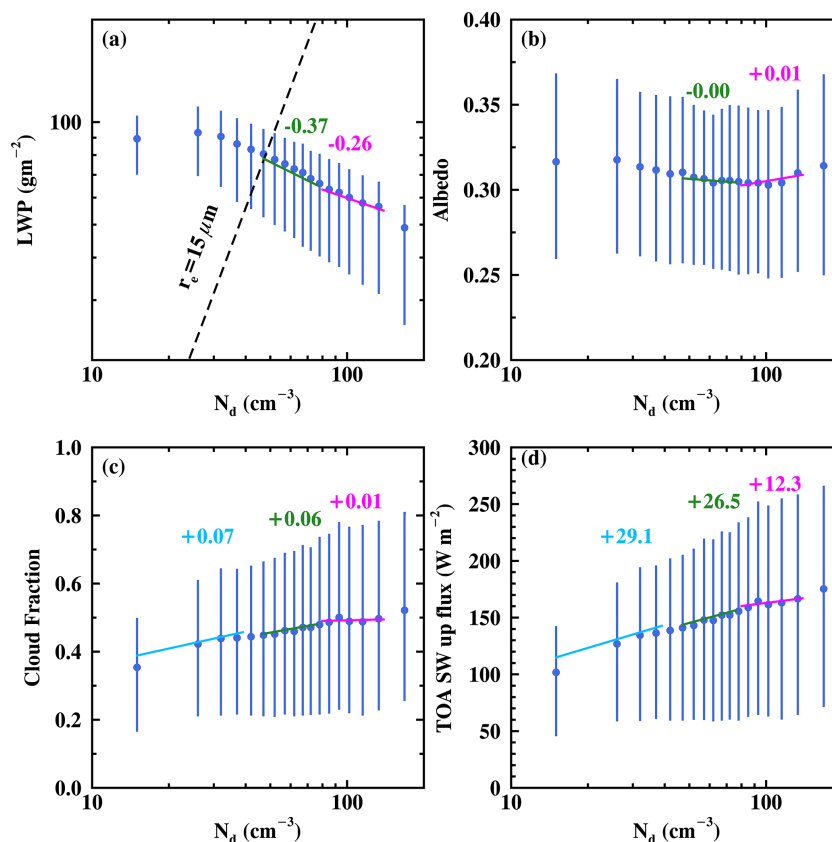 (a)
-0.37
-0.26
r_e=15μm
100
LWP (gm⁻²)
10
100
N_d (cm⁻³)
(b)
-0.00
+0.01
0.40
0.35
0.30
0.25
0.20
Albedo
10
100
N_d (cm⁻³)
(c)
+0.07
+0.06
+0.01
1.0
0.8
0.6
0.4
0.2
0.0
Cloud Fraction
10
100
N_d (cm⁻³)
(d)
+29.1
+26.5
+12.3
300
250
200
150
100
50
0
TOA SW up flux (W m⁻²)
10
100
N_d (cm⁻³)